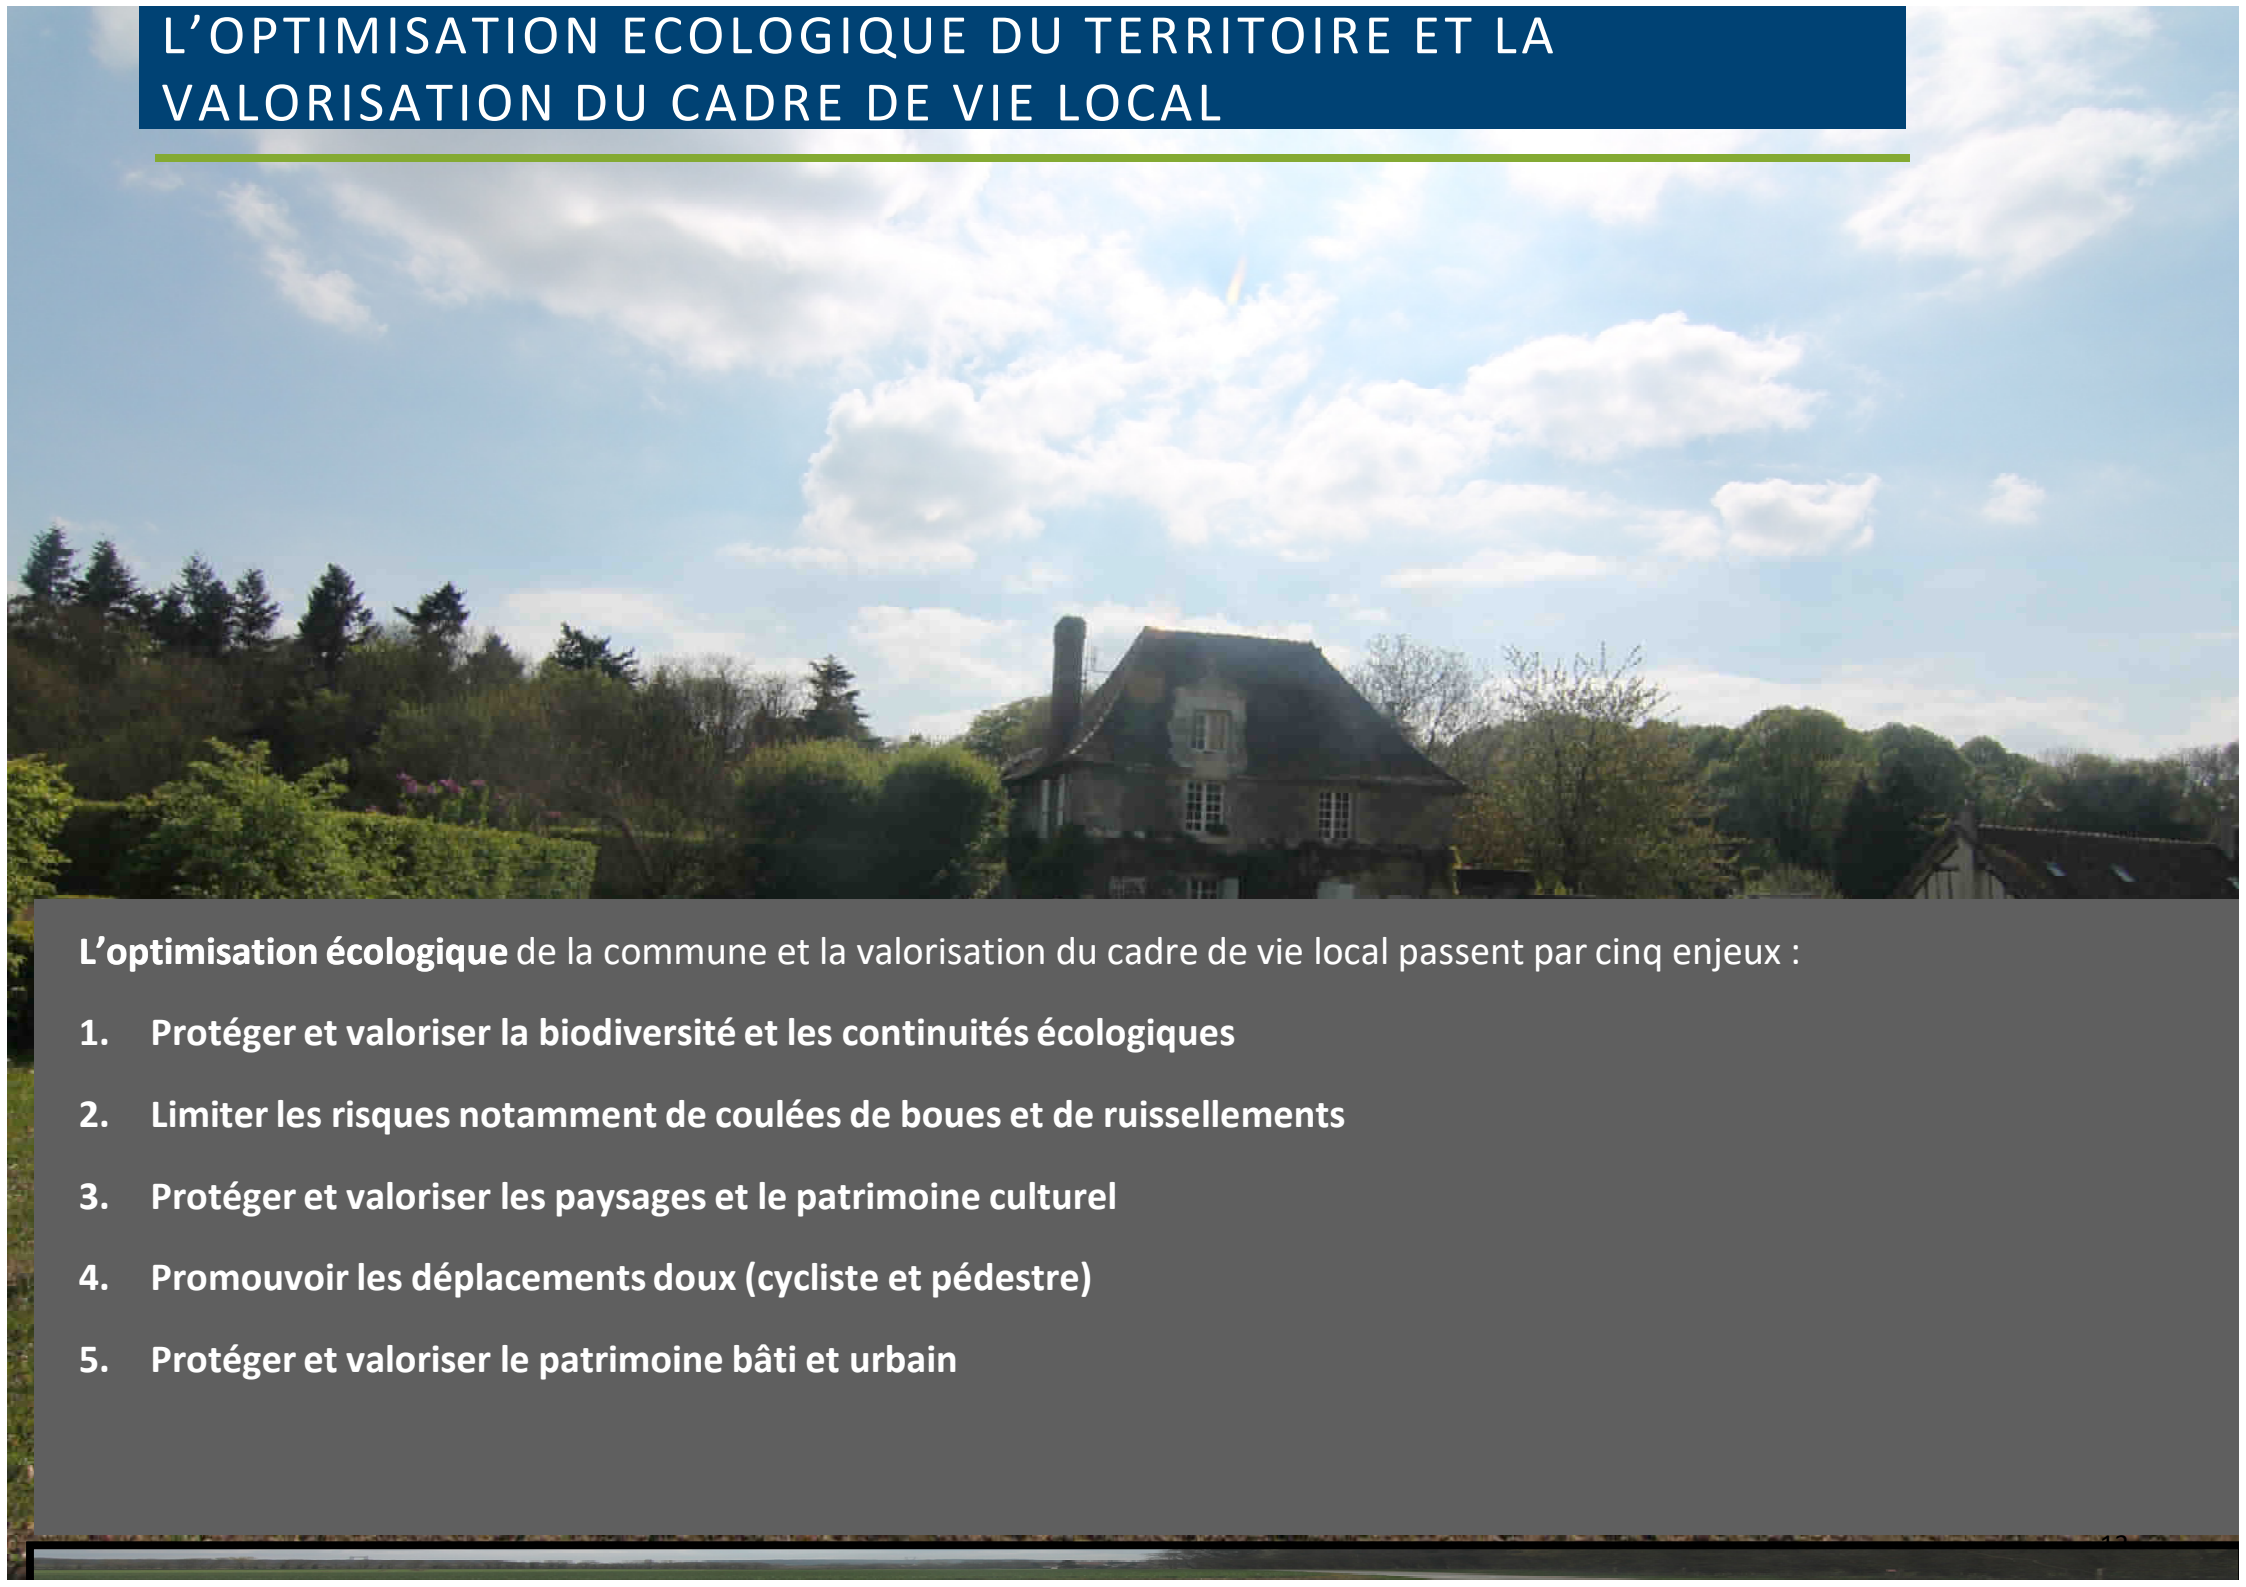 L’OPTIMISATION ECOLOGIQUE DU TERRITOIRE ET LA
VALORISATION DU CADRE DE VIE LOCAL
L’optimisation écologique de la commune et la valorisation du cadre de vie local passent par cinq enjeux :
1. Protéger et valoriser la biodiversité et les continuités écologiques
2. Limiter les risques notamment de coulées de boues et de ruissellements
3. Protéger et valoriser les paysages et le patrimoine culturel
4. Promouvoir les déplacements doux (cycliste et pédestre)
5. Protéger et valoriser le patrimoine bâti et urbain